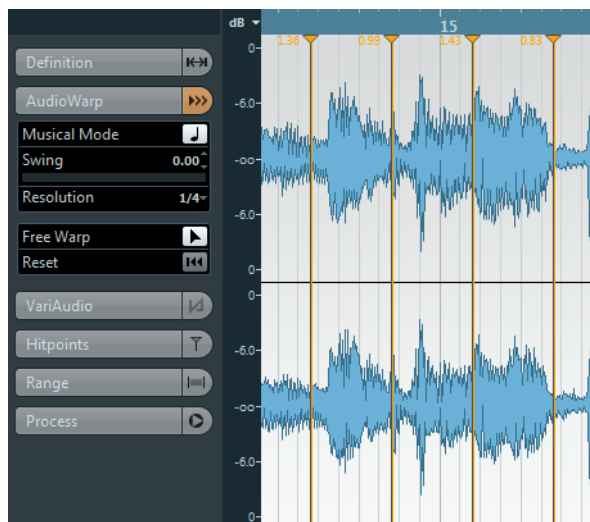 dB
15
1.36 0.99 1.43 0.83
Definition
AudioWarp
Musical Mode
Swing 0.00
Resolution 1/4
Free Warp
Reset
VariAudio
Hitpoints
Range
Process
0-
-6.0-
-oo-
-6.0-
0-
0-
-6.0-
-oo-
-6.0-
0-